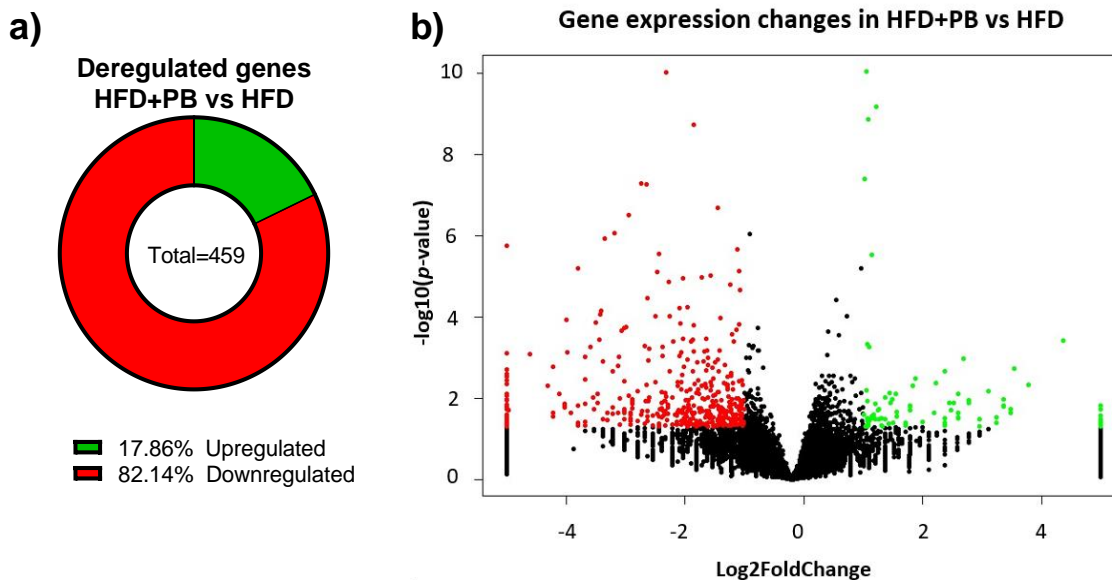 a)
Deregulated genes
HFD+PB vs HFD
Total=459
17.86% Upregulated
82.14% Downregulated
b)
Gene expression changes in HFD+PB vs HFD
-log10(p-value)
10
8
6
4
2
0
-4
-2
0
2
4
Log2FoldChange